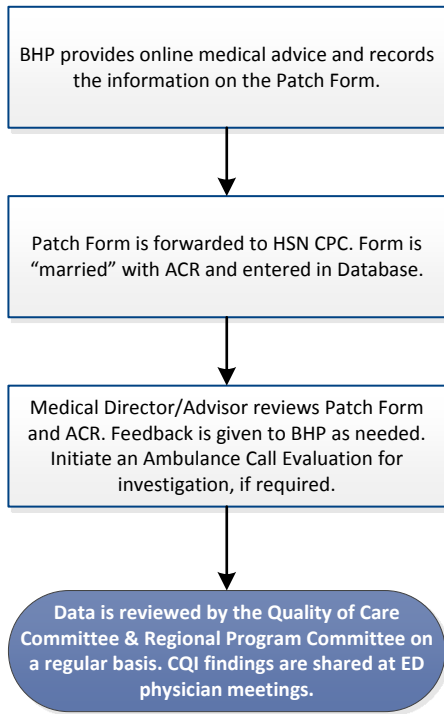 BHP provides online medical advice and records
the information on the Patch Form.
Patch Form is forwarded to HSN CPC. Form is
“married” with ACR and entered in Database.
Medical Director/Advisor reviews Patch Form
and ACR. Feedback is given to BHP as needed.
Initiate an Ambulance Call Evaluation for
investigation, if required.
Data is reviewed by the Quality of Care
Committee & Regional Program Committee on
a regular basis. CQI findings are shared at ED
physician meetings.